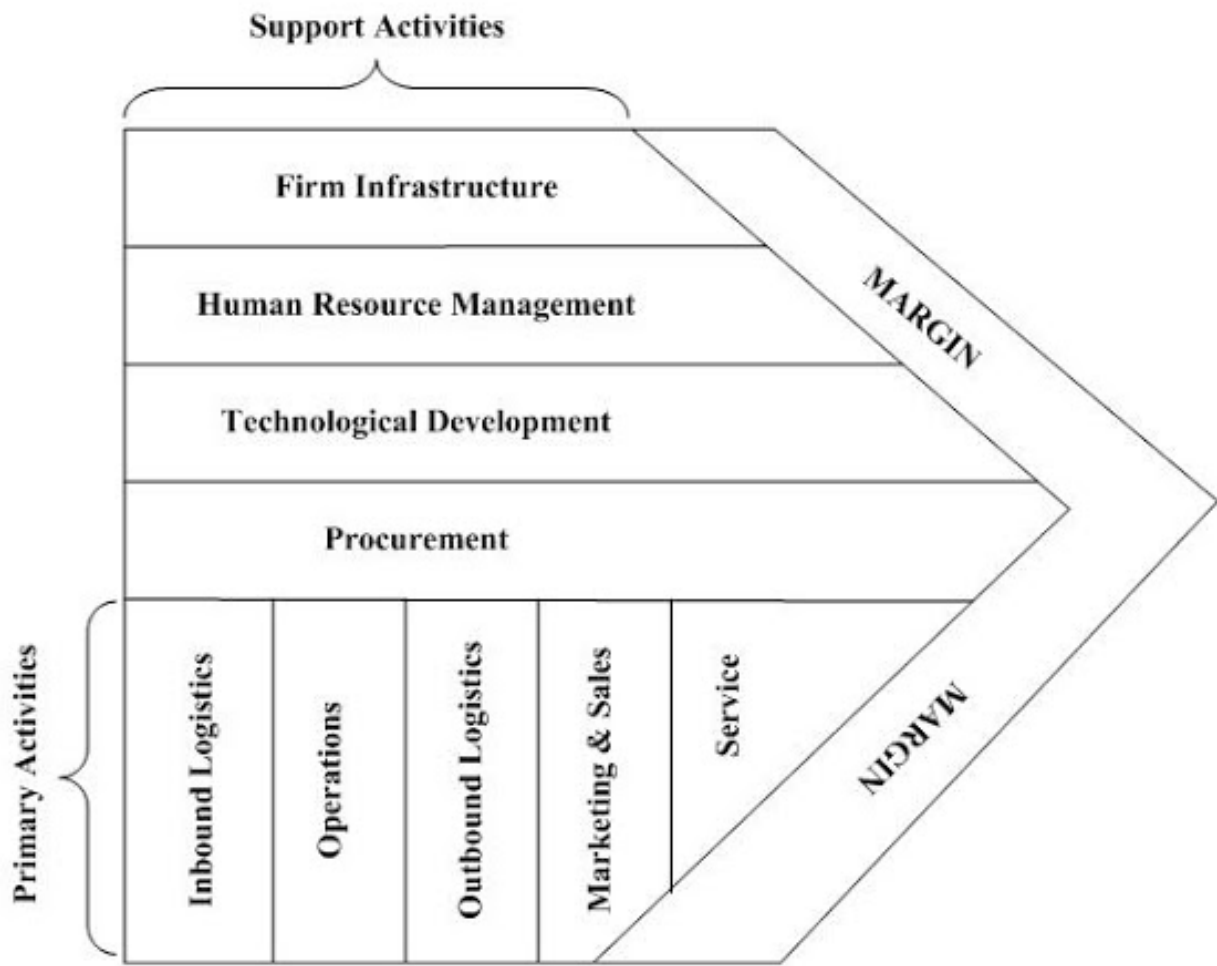 Support Activities
Firm Infrastructure
Human Resource Management
Technological Development
Procurement
MARGIN
Primary Activities
Inbound Logistics
Operations
Outbound Logistics
Marketing & Sales
Service
MARGIN